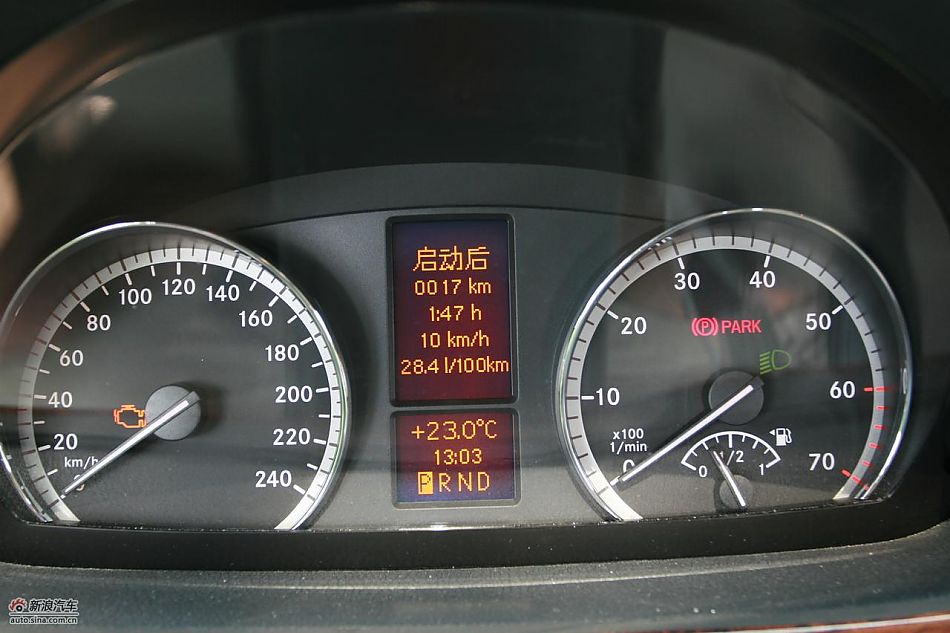 启动后
0017 km
1:47 h
10 km/h
28.4 l/100km
+23.0°C
13:03
P R N D
20
40
60
80
100
120
140
160
180
200
220
240
km/h
0
10
20
30
40
50
60
70
x100
1/min
(P) PARK
0
1/2
1
新浪汽车
auto.sina.com.cn